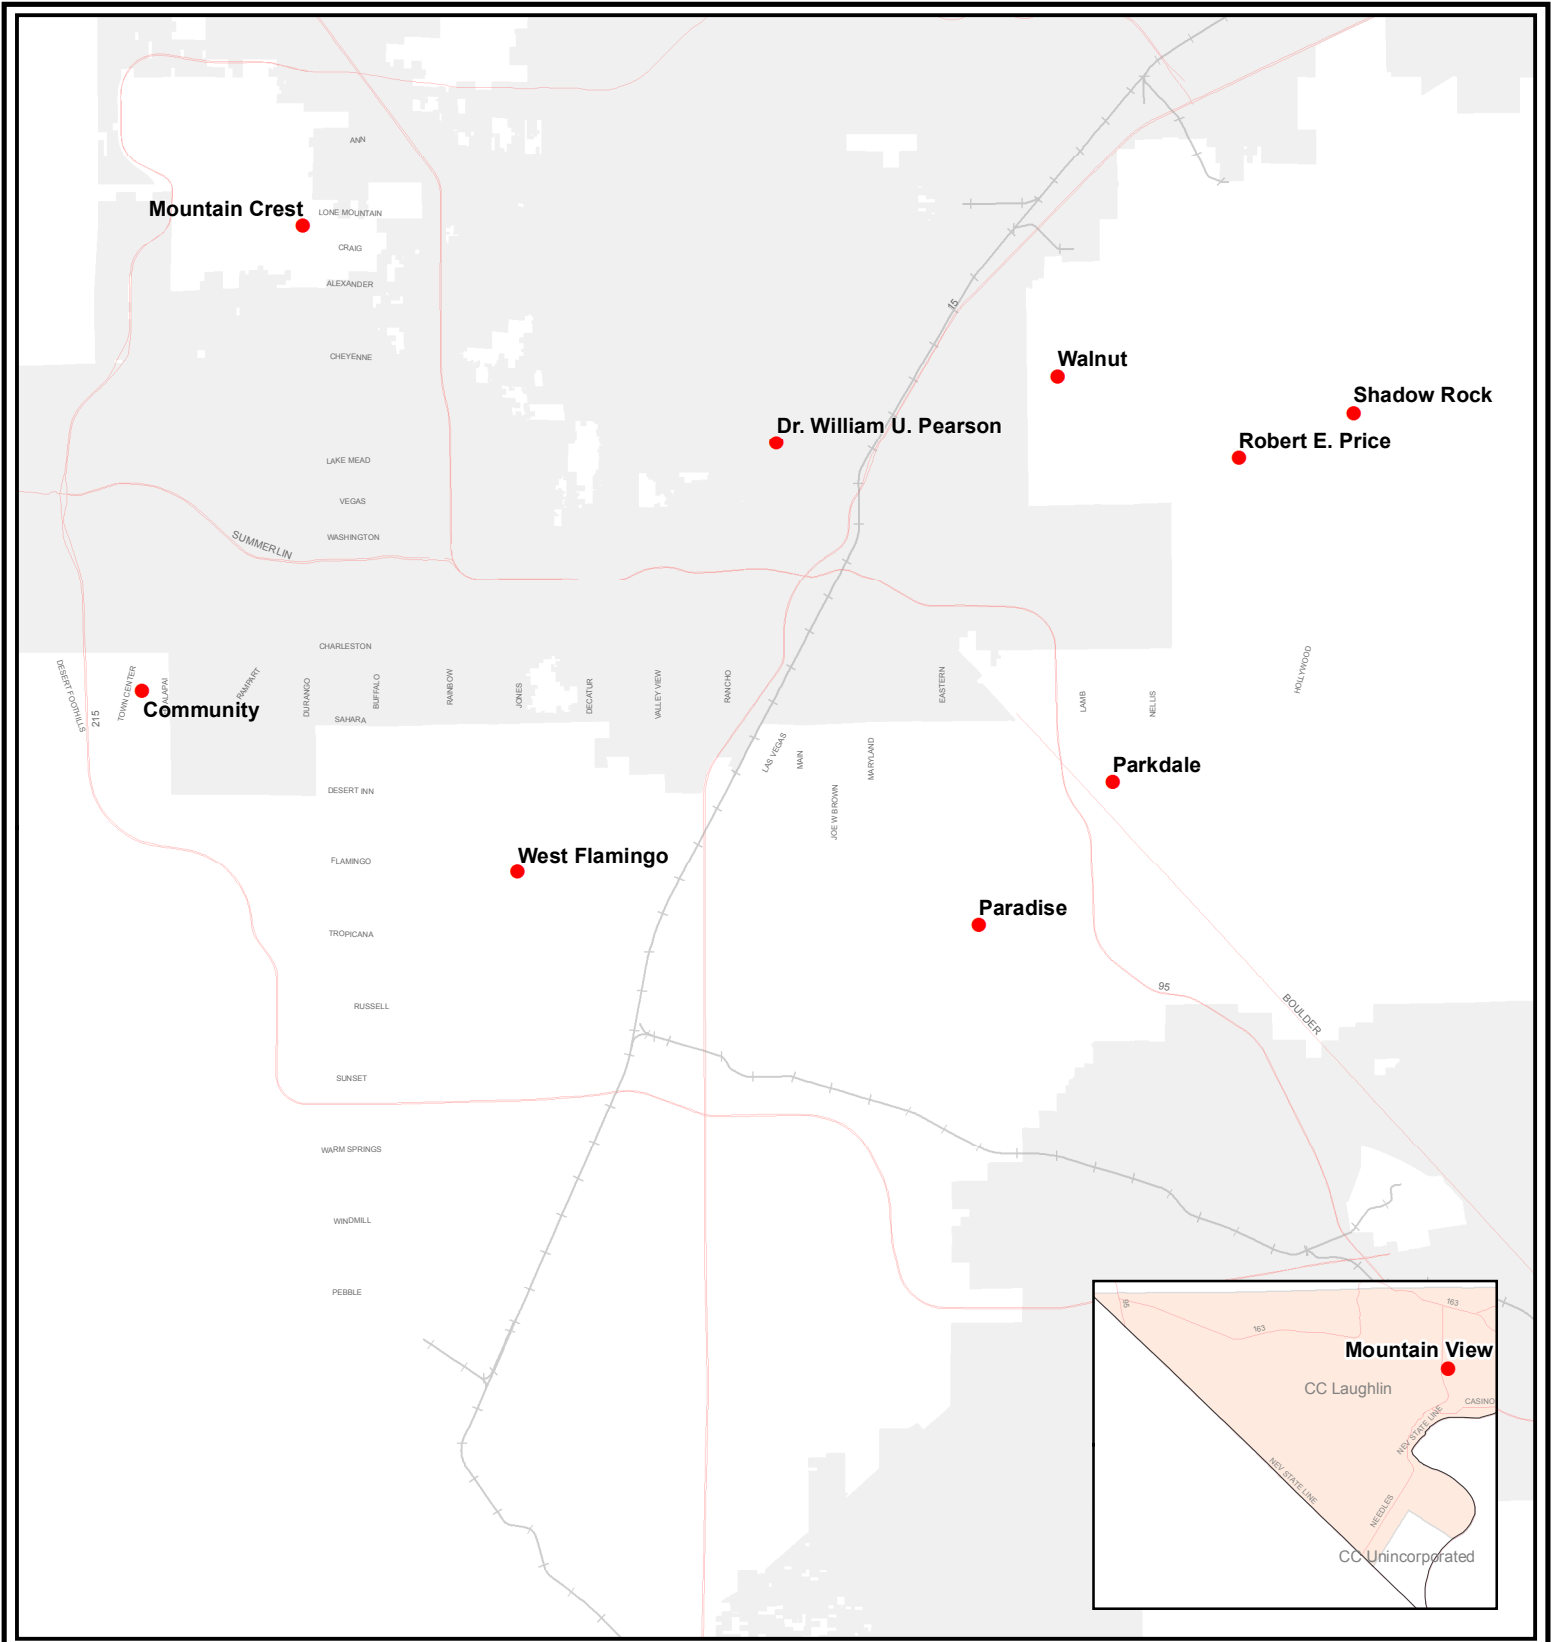 ANN
Mountain Crest
LONE MOUNTAIN
CRAIG
ALEXANDER
15
CHEYENNE
Walnut
Shadow Rock
Dr. William U. Pearson
Robert E. Price
LAKE MEAD
VEGAS
WASHINGTON
SUMMERLIN
CHARLESTON
DESERT FOOTHILLS
215
TOWN CENTER
Community
RAMPART
DURANGO
BUFFALO
RAINBOW
JONES
DECATUR
VALLEY VIEW
RANCHO
EASTERN
LAMB
NELLIS
HOLLYWOOD
SAHARA
LAS VEGAS
MAIN
MARYLAND
JOE W BROWN
Parkdale
DESERT INN
FLAMINGO
West Flamingo
Paradise
TROPICANA
95
RUSSELL
BOULDER
SUNSET
WARM SPRINGS
WINDMILL
PEBBLE
95
163
163
Mountain View
CC Laughlin
CASINO
NEV STATE LINE
NEV STATE LINE
NEEDLES
CC Unincorporated